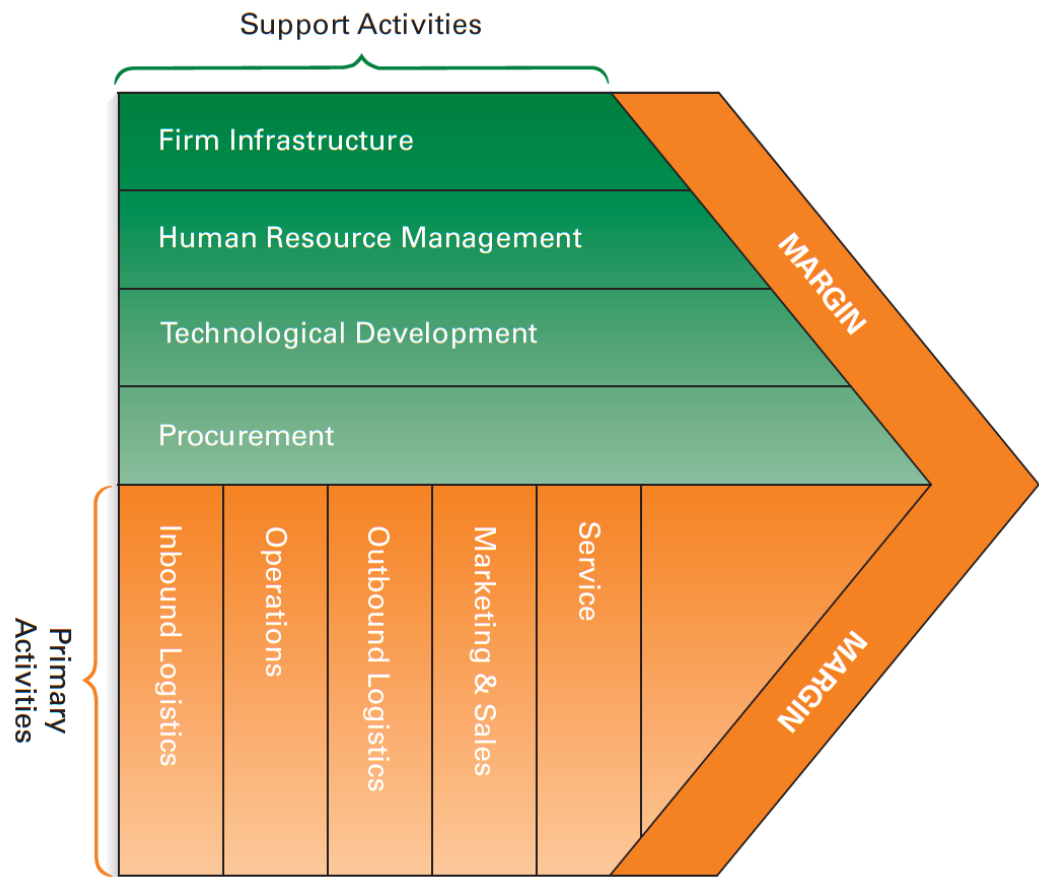 Support Activities
Firm Infrastructure
Human Resource Management
Technological Development
Procurement
MARGIN
Primary
Activities
Inbound Logistics
Operations
Outbound Logistics
Marketing & Sales
Service
MARGIN